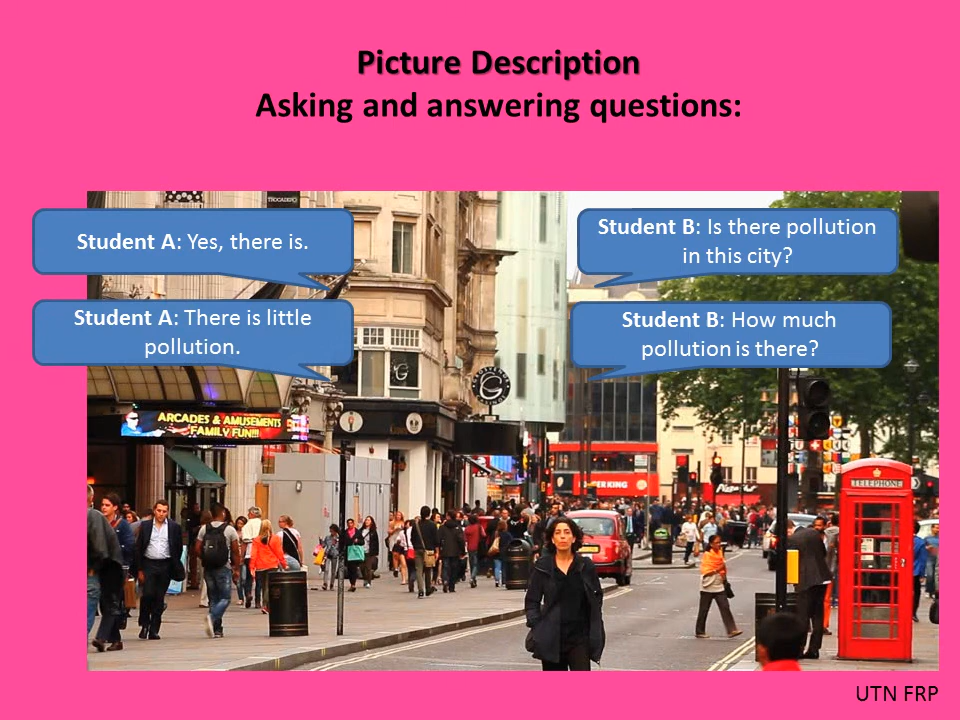 Picture Description
Asking and answering questions:
TROCADERO
Student A: Yes, there is.
Student B: Is there pollution
in this city?
Student A: There is little
pollution.
Student B: How much
pollution is there?
G
ARCADES & AMUSEMENTS
FAMILY FUN!!!
TELEPHONE
UTN FRP